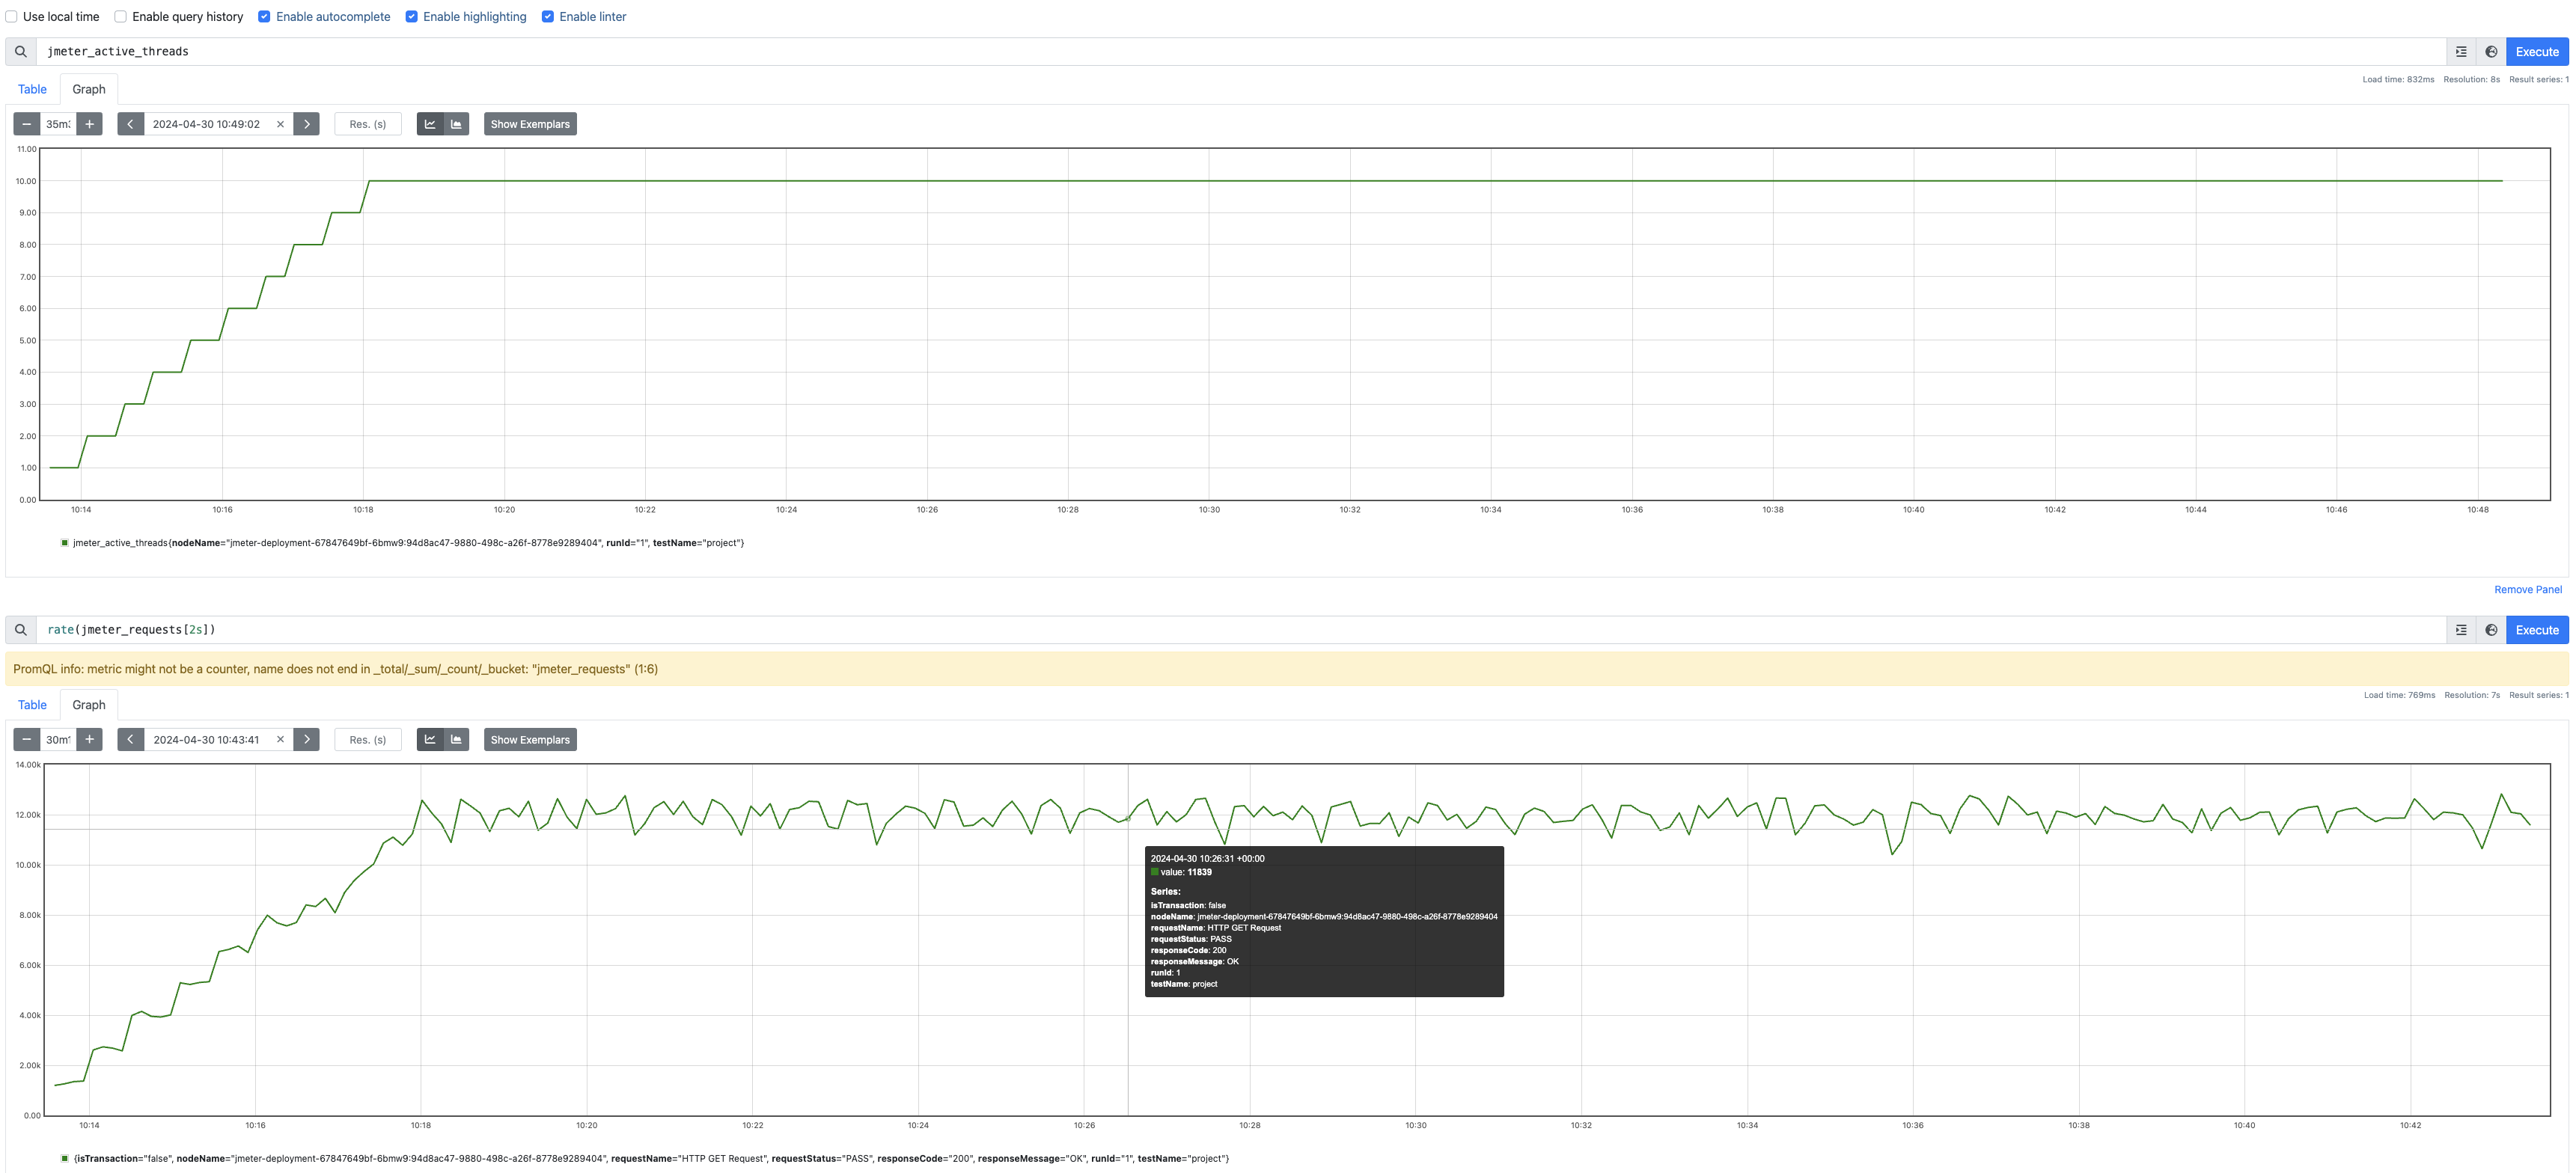 Use local time Enable query history Enable autocomplete Enable highlighting Enable linter
jmeter_active_threads Execute
Load time: 832ms Resolution: 8s Result series: 1
Table Graph
35m 2024-04-30 10:49:02 Res. (s) Show Exemplars
11.00
10.00
9.00
8.00
7.00
6.00
5.00
4.00
3.00
2.00
1.00
0.00
10:14 10:16 10:18 10:20 10:22 10:24 10:26 10:28 10:30 10:32 10:34 10:36 10:38 10:40 10:42 10:44 10:46 10:48
jmeter_active_threads{nodeName="jmeter-deployment-67847649bf-6bmw9:94d8ac47-9880-498c-a26f-8778e9289404", runId="1", testName="project"}
Remove Panel
rate(jmeter_requests[2s]) Execute
PromQL info: metric might not be a counter, name does not end in _total/_sum/_count/_bucket: "jmeter_requests" (1:6)
Load time: 769ms Resolution: 7s Result series: 1
Table Graph
30m 2024-04-30 10:43:41 Res. (s) Show Exemplars
14.00k
12.00k
10.00k
8.00k
6.00k
4.00k
2.00k
0.00
2024-04-30 10:26:31 +00:00
value: 11839
Series:
isTransaction: false
nodeName: jmeter-deployment-67847649bf-6bmw9:94d8ac47-9880-498c-a26f-8778e9289404
requestName: HTTP GET Request
requestStatus: PASS
responseCode: 200
responseMessage: OK
runId: 1
testName: project
10:14 10:16 10:18 10:20 10:22 10:24 10:26 10:28 10:30 10:32 10:34 10:36 10:38 10:40 10:42
{isTransaction="false", nodeName="jmeter-deployment-67847649bf-6bmw9:94d8ac47-9880-498c-a26f-8778e9289404", requestName="HTTP GET Request", requestStatus="PASS", responseCode="200", responseMessage="OK", runId="1", testName="project"}